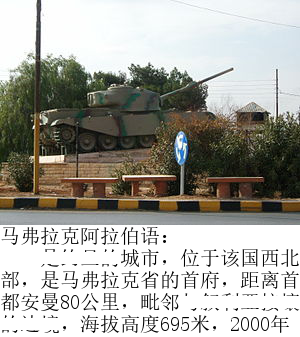 马弗拉克阿拉伯语：
城市，位于该国西北
部，是马弗拉克省的首府，距离首
都安曼80公里，毗邻
，海拔高度695米，2000年